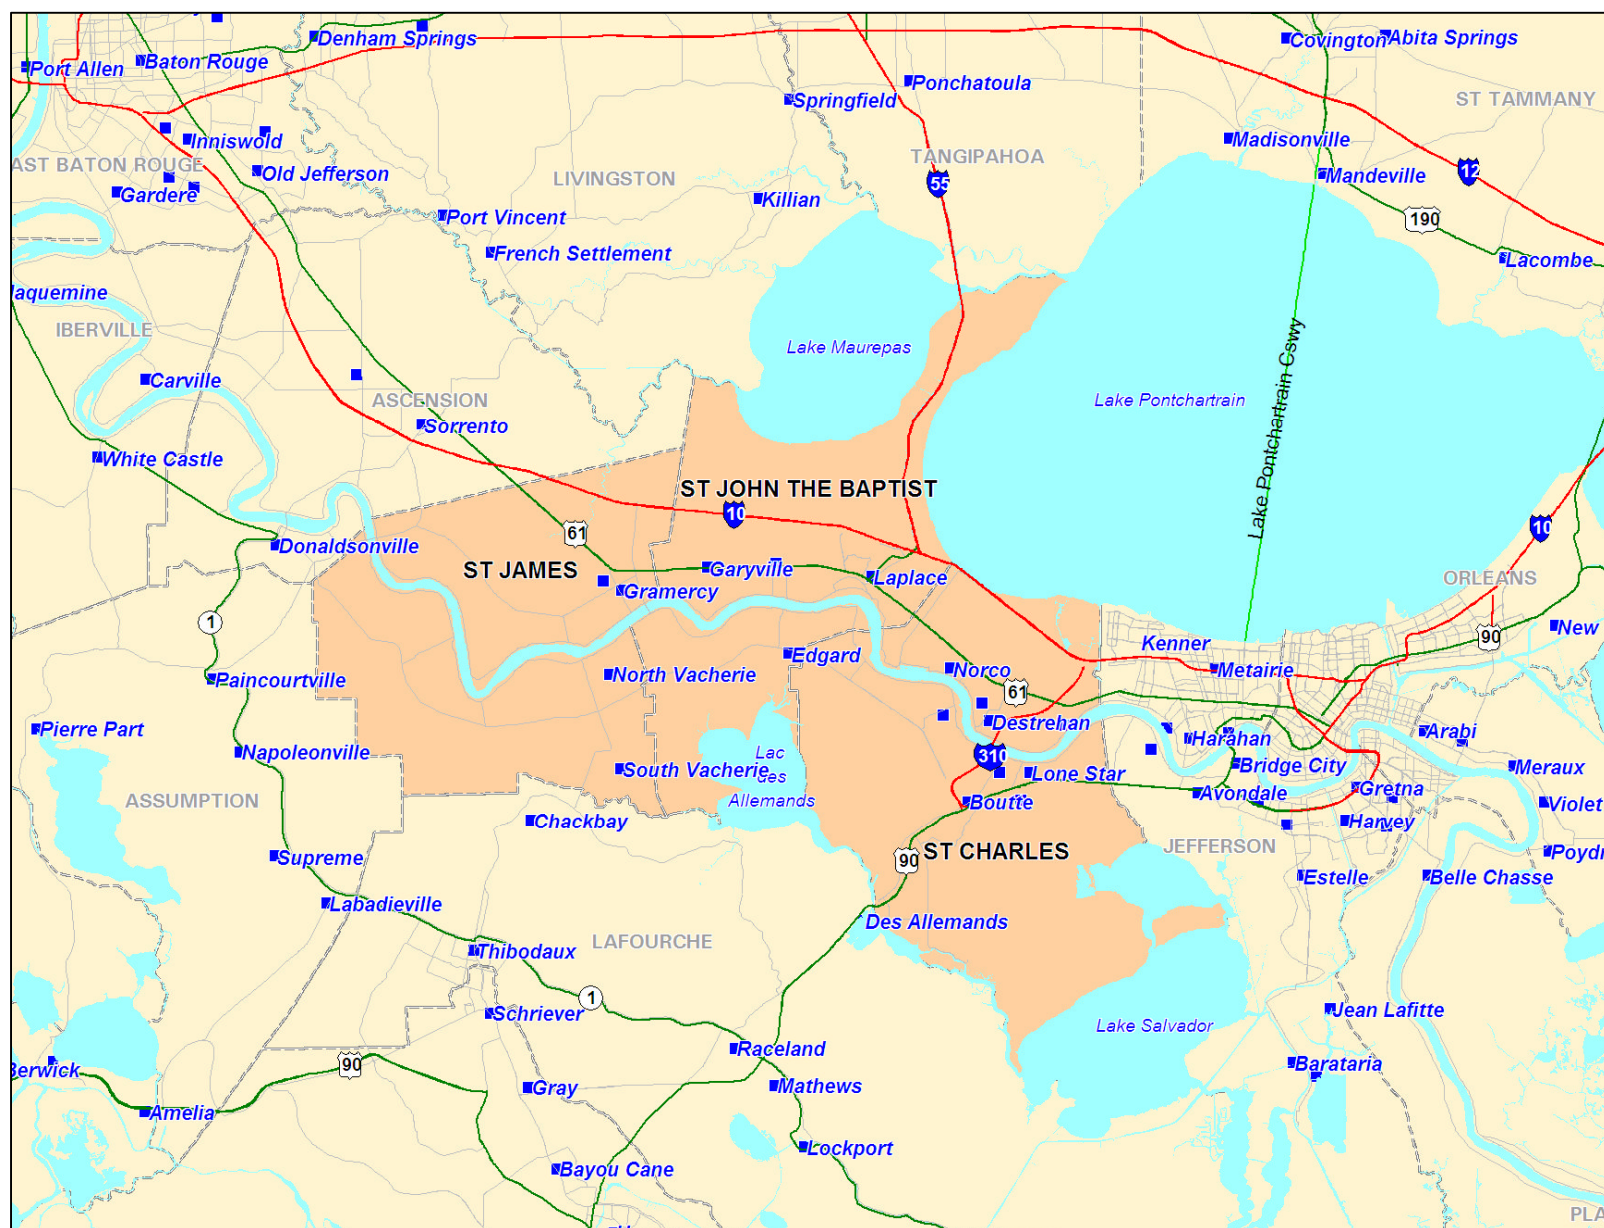 Denham Springs
Covington
Abita Springs
Port Allen
Baton Rouge
Ponchatoula
Springfield
ST TAMMANY
Inniswold
Madisonville
TANGIPAHOA
AST BATON ROUGE
Old Jefferson
LIVINGSTON
55
12
Mandeville
Gardere
Killian
Port Vincent
190
French Settlement
Lacombe
laquemine
IBERVILLE
Lake Maurepas
Carville
ASCENSION
Lake Pontchartrain
Lake Pontchartrain Cswy
Sorrento
White Castle
ST JOHN THE BAPTIST
10
61
10
Donaldsonville
ST JAMES
Garyville
Laplace
ORLEANS
Gramercy
1
New
90
Kenner
Edgard
Norco
Metairie
North Vacherie
Paincourtville
61
Pierre Part
Destrehan
Harahan
Arabi
Napoleonville
Lac
des
Allemands
310
South Vacherie
Lone Star
Bridge City
Meraux
ASSUMPTION
Boutte
Avondale
Gretna
Violet
Chackbay
Harvey
ST CHARLES
JEFFERSON
Poydr
Supreme
90
Estelle
Belle Chasse
Labadieville
Des Allemands
LAFOURCHE
Thibodaux
1
Schriever
Lake Salvador
Jean Lafitte
Raceland
90
Berwick
Barataria
Gray
Mathews
Amelia
Lockport
Bayou Cane
PLA